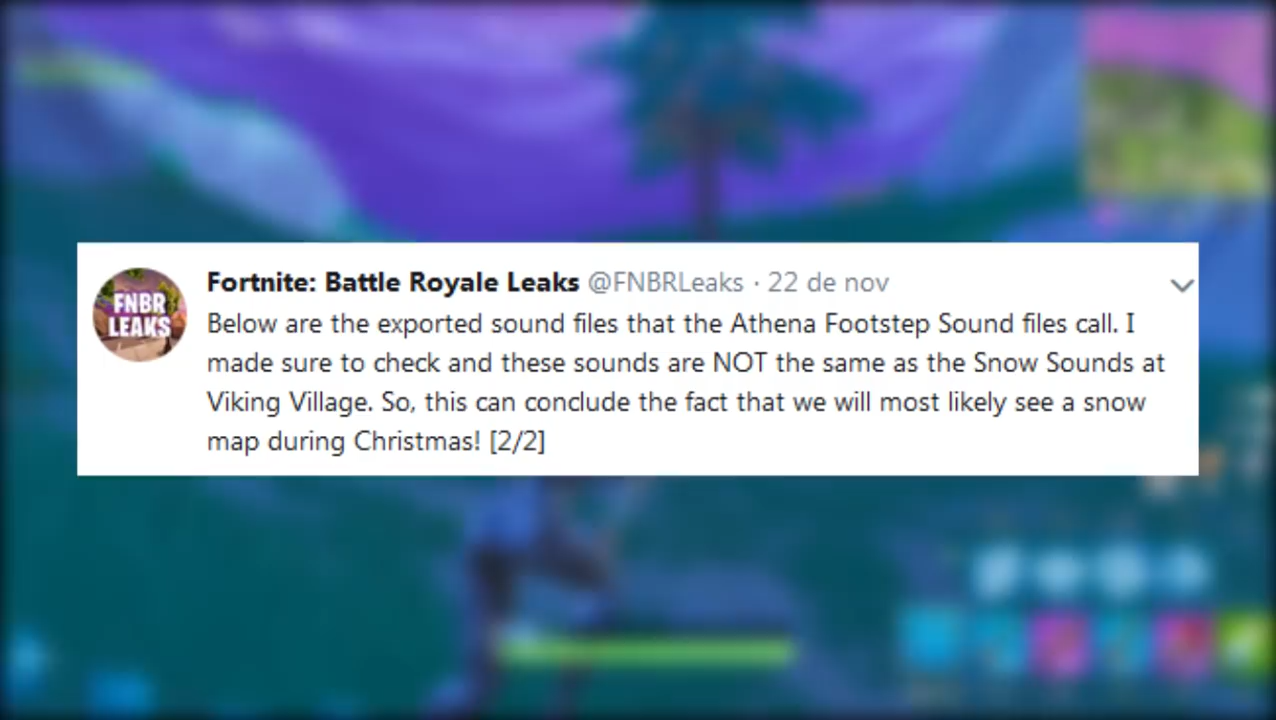 FNBR
LEAKS
Fortnite: Battle Royale Leaks @FNBRLeaks · 22 de nov
Below are the exported sound files that the Athena Footstep Sound files call. I
made sure to check and these sounds are NOT the same as the Snow Sounds at
Viking Village. So, this can conclude the fact that we will most likely see a snow
map during Christmas! [2/2]